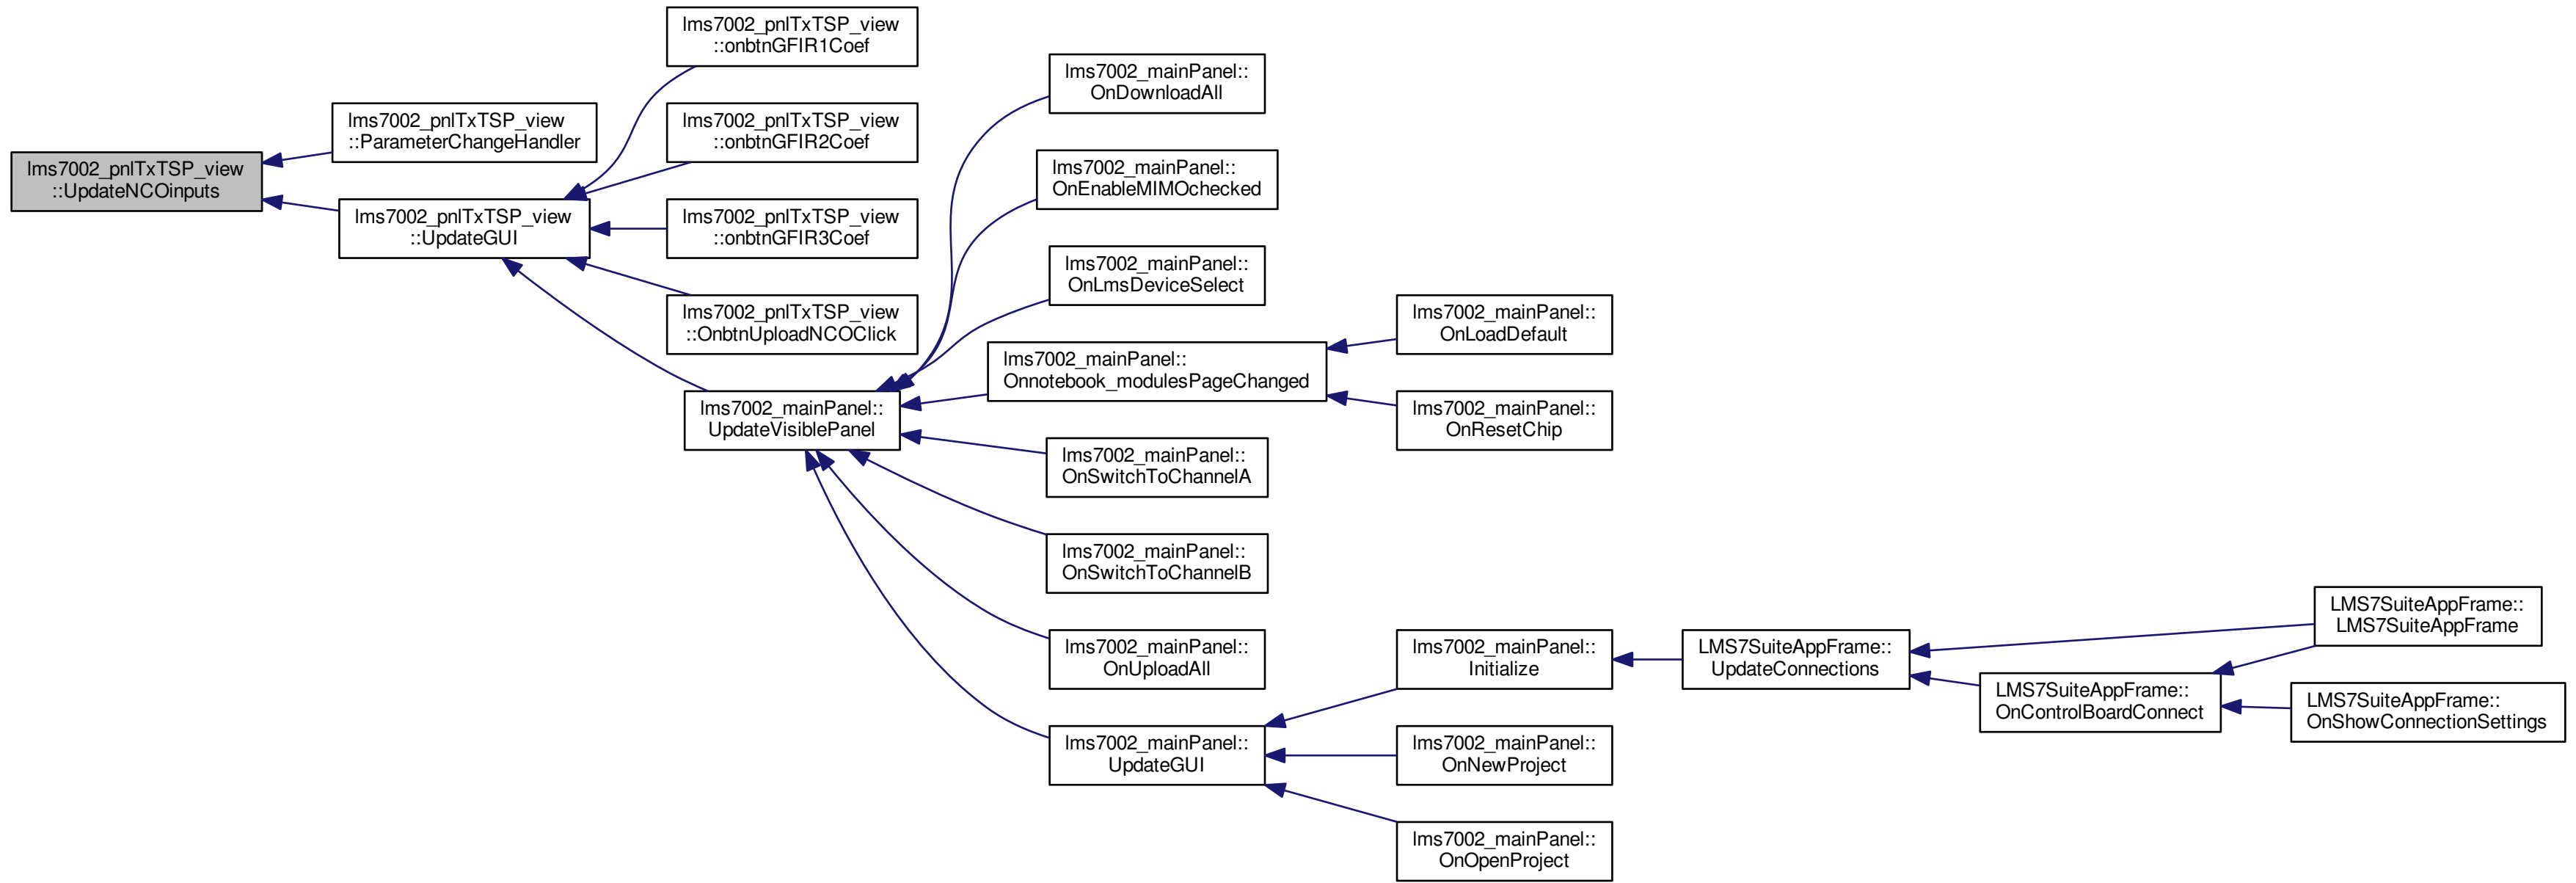 lms7002_pnlTxTSP_view
::UpdateNCOinputs
lms7002_pnlTxTSP_view
::ParameterChangeHandler
lms7002_pnlTxTSP_view
::UpdateGUI
lms7002_pnlTxTSP_view
::onbtnGFIR1Coef
lms7002_pnlTxTSP_view
::onbtnGFIR2Coef
lms7002_pnlTxTSP_view
::onbtnGFIR3Coef
lms7002_pnlTxTSP_view
::OnbtnUploadNCOClick
lms7002_mainPanel::
UpdateVisiblePanel
lms7002_mainPanel::
OnDownloadAll
lms7002_mainPanel::
OnEnableMIMOchecked
lms7002_mainPanel::
OnLmsDeviceSelect
lms7002_mainPanel::
Onnotebook_modulesPageChanged
lms7002_mainPanel::
OnSwitchToChannelA
lms7002_mainPanel::
OnSwitchToChannelB
lms7002_mainPanel::
OnUploadAll
lms7002_mainPanel::
UpdateGUI
lms7002_mainPanel::
OnLoadDefault
lms7002_mainPanel::
OnResetChip
lms7002_mainPanel::
Initialize
lms7002_mainPanel::
OnNewProject
lms7002_mainPanel::
OnOpenProject
LMS7SuiteAppFrame::
UpdateConnections
LMS7SuiteAppFrame::
OnControlBoardConnect
LMS7SuiteAppFrame::
LMS7SuiteAppFrame
LMS7SuiteAppFrame::
OnShowConnectionSettings